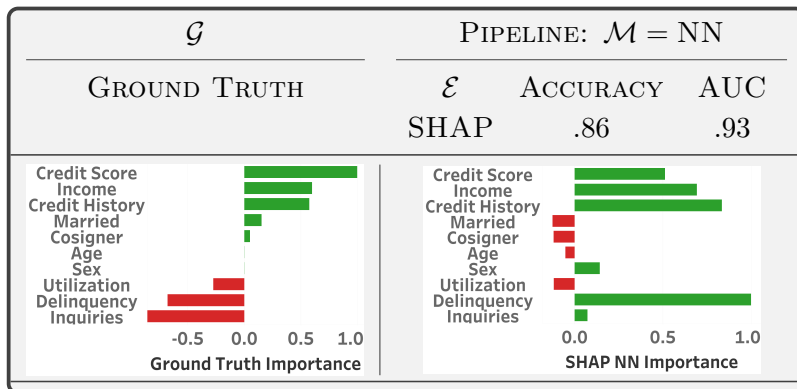 𝒢
PIPELINE: ℳ = NN
GROUND TRUTH
ℰ ACCURACY AUC
SHAP .86 .93
Credit Score
Income
Credit History
Married
Cosigner
Age
Sex
Utilization
Delinquency
Inquiries
-0.5 0.0 0.5 1.0
Ground Truth Importance
Credit Score
Income
Credit History
Married
Cosigner
Age
Sex
Utilization
Delinquency
Inquiries
0.0 0.5 1.0
SHAP NN Importance